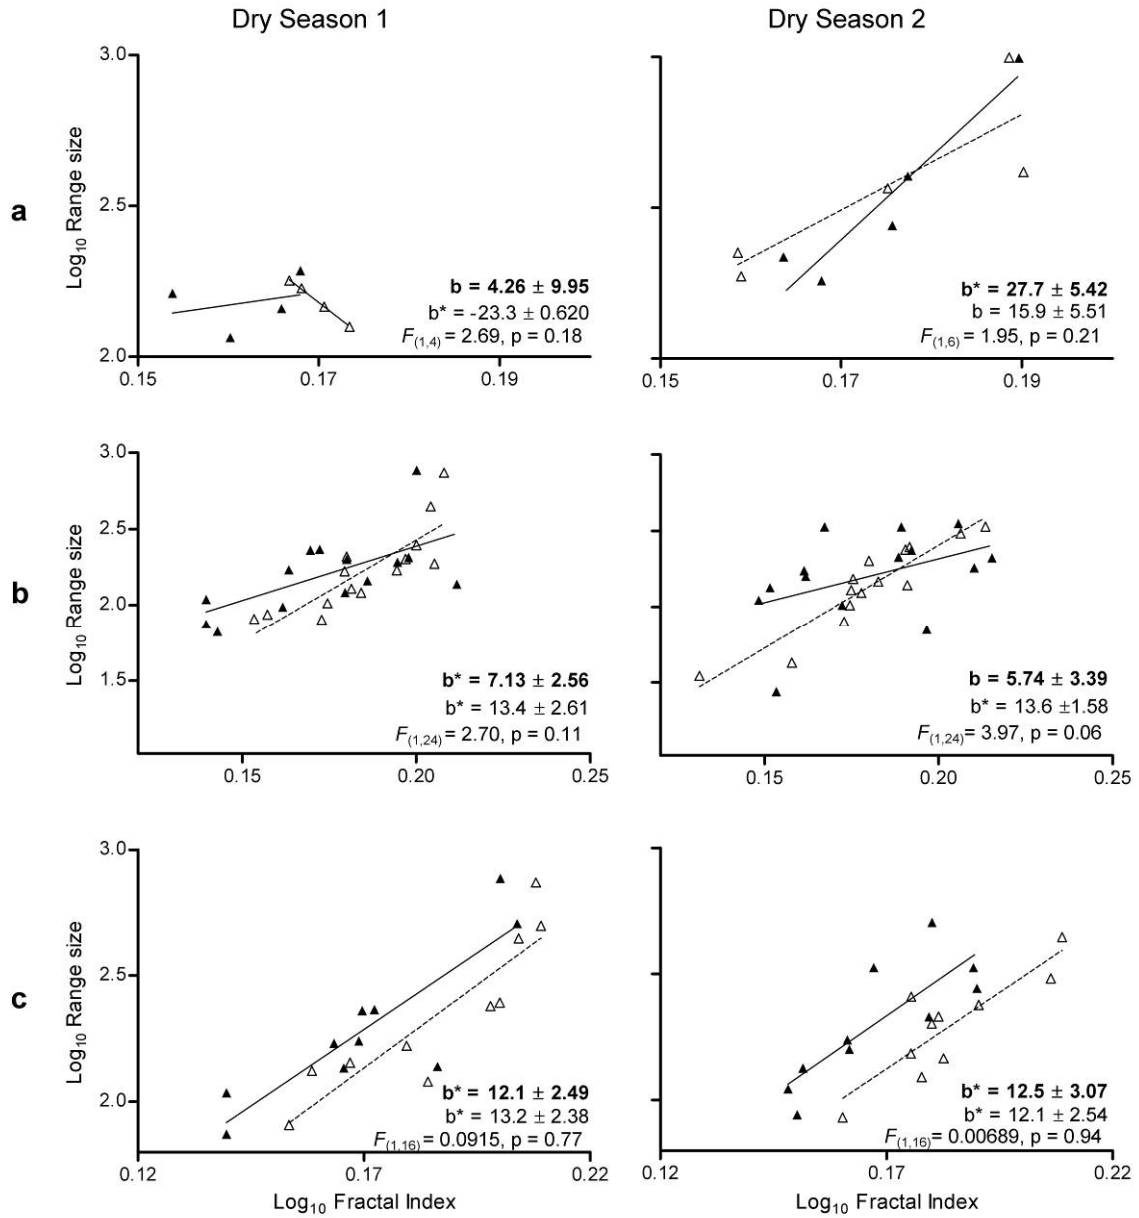 Dry Season 1
Dry Season 2
a
Log10 Range size
3.0
2.5
2.0
b = 4.26 ± 9.95
b* = -23.3 ± 0.620
F(1,4) = 2.69, p = 0.18
0.15
0.17
0.19
b* = 27.7 ± 5.42
b = 15.9 ± 5.51
F(1,6) = 1.95, p = 0.21
0.15
0.17
0.19
b
Log10 Range size
3.0
2.5
2.0
1.5
b* = 7.13 ± 2.56
b* = 13.4 ± 2.61
F(1,24) = 2.70, p = 0.11
0.15
0.20
0.25
b = 5.74 ± 3.39
b* = 13.6 ±1.58
F(1,24) = 3.97, p = 0.06
0.15
0.20
0.25
c
Log10 Range size
3.0
2.5
2.0
b* = 12.1 ± 2.49
b* = 13.2 ± 2.38
F(1,16) = 0.0915, p = 0.77
0.12
0.17
0.22
Log10 Fractal Index
b* = 12.5 ± 3.07
b* = 12.1 ± 2.54
F(1,16)= 0.00689, p = 0.94
0.12
0.17
0.22
Log10 Fractal Index